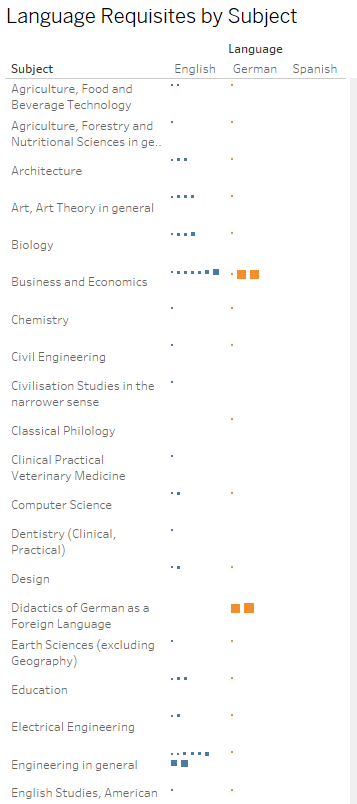 Language Requisites by Subject
Language
Subject English German Spanish
Agriculture, Food and
Beverage Technology
Agriculture, Forestry and
Nutritional Sciences in ge..
Architecture
Art, Art Theory in general
Biology
Business and Economics
Chemistry
Civil Engineering
Civilisation Studies in the
narrower sense
Classical Philology
Clinical Practical
Veterinary Medicine
Computer Science
Dentistry (Clinical,
Practical)
Design
Didactics of German as a
Foreign Language
Earth Sciences (excluding
Geography)
Education
Electrical Engineering
Engineering in general
English Studies, American